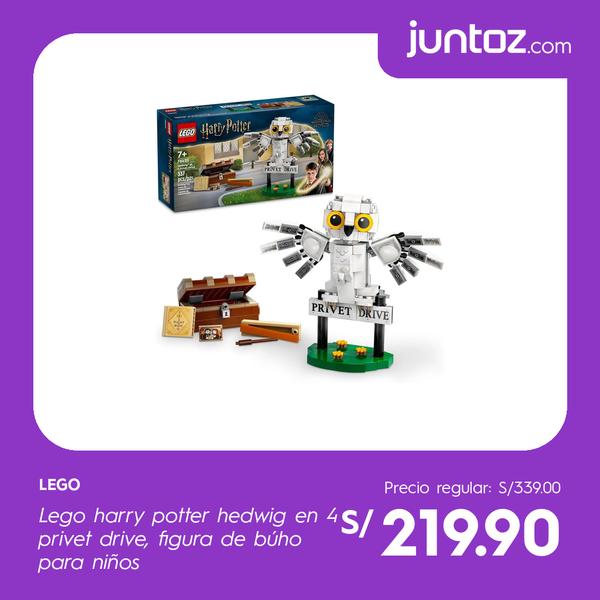 juntoz.com
LEGO
Harry Potter
7+
337
PRIVET DRIVE
PRIVET DRIVE
LEGO
Precio regular: S/339.00
Lego harry potter hedwig en 4
privet drive, figura de búho
para niños
S/ 219.90